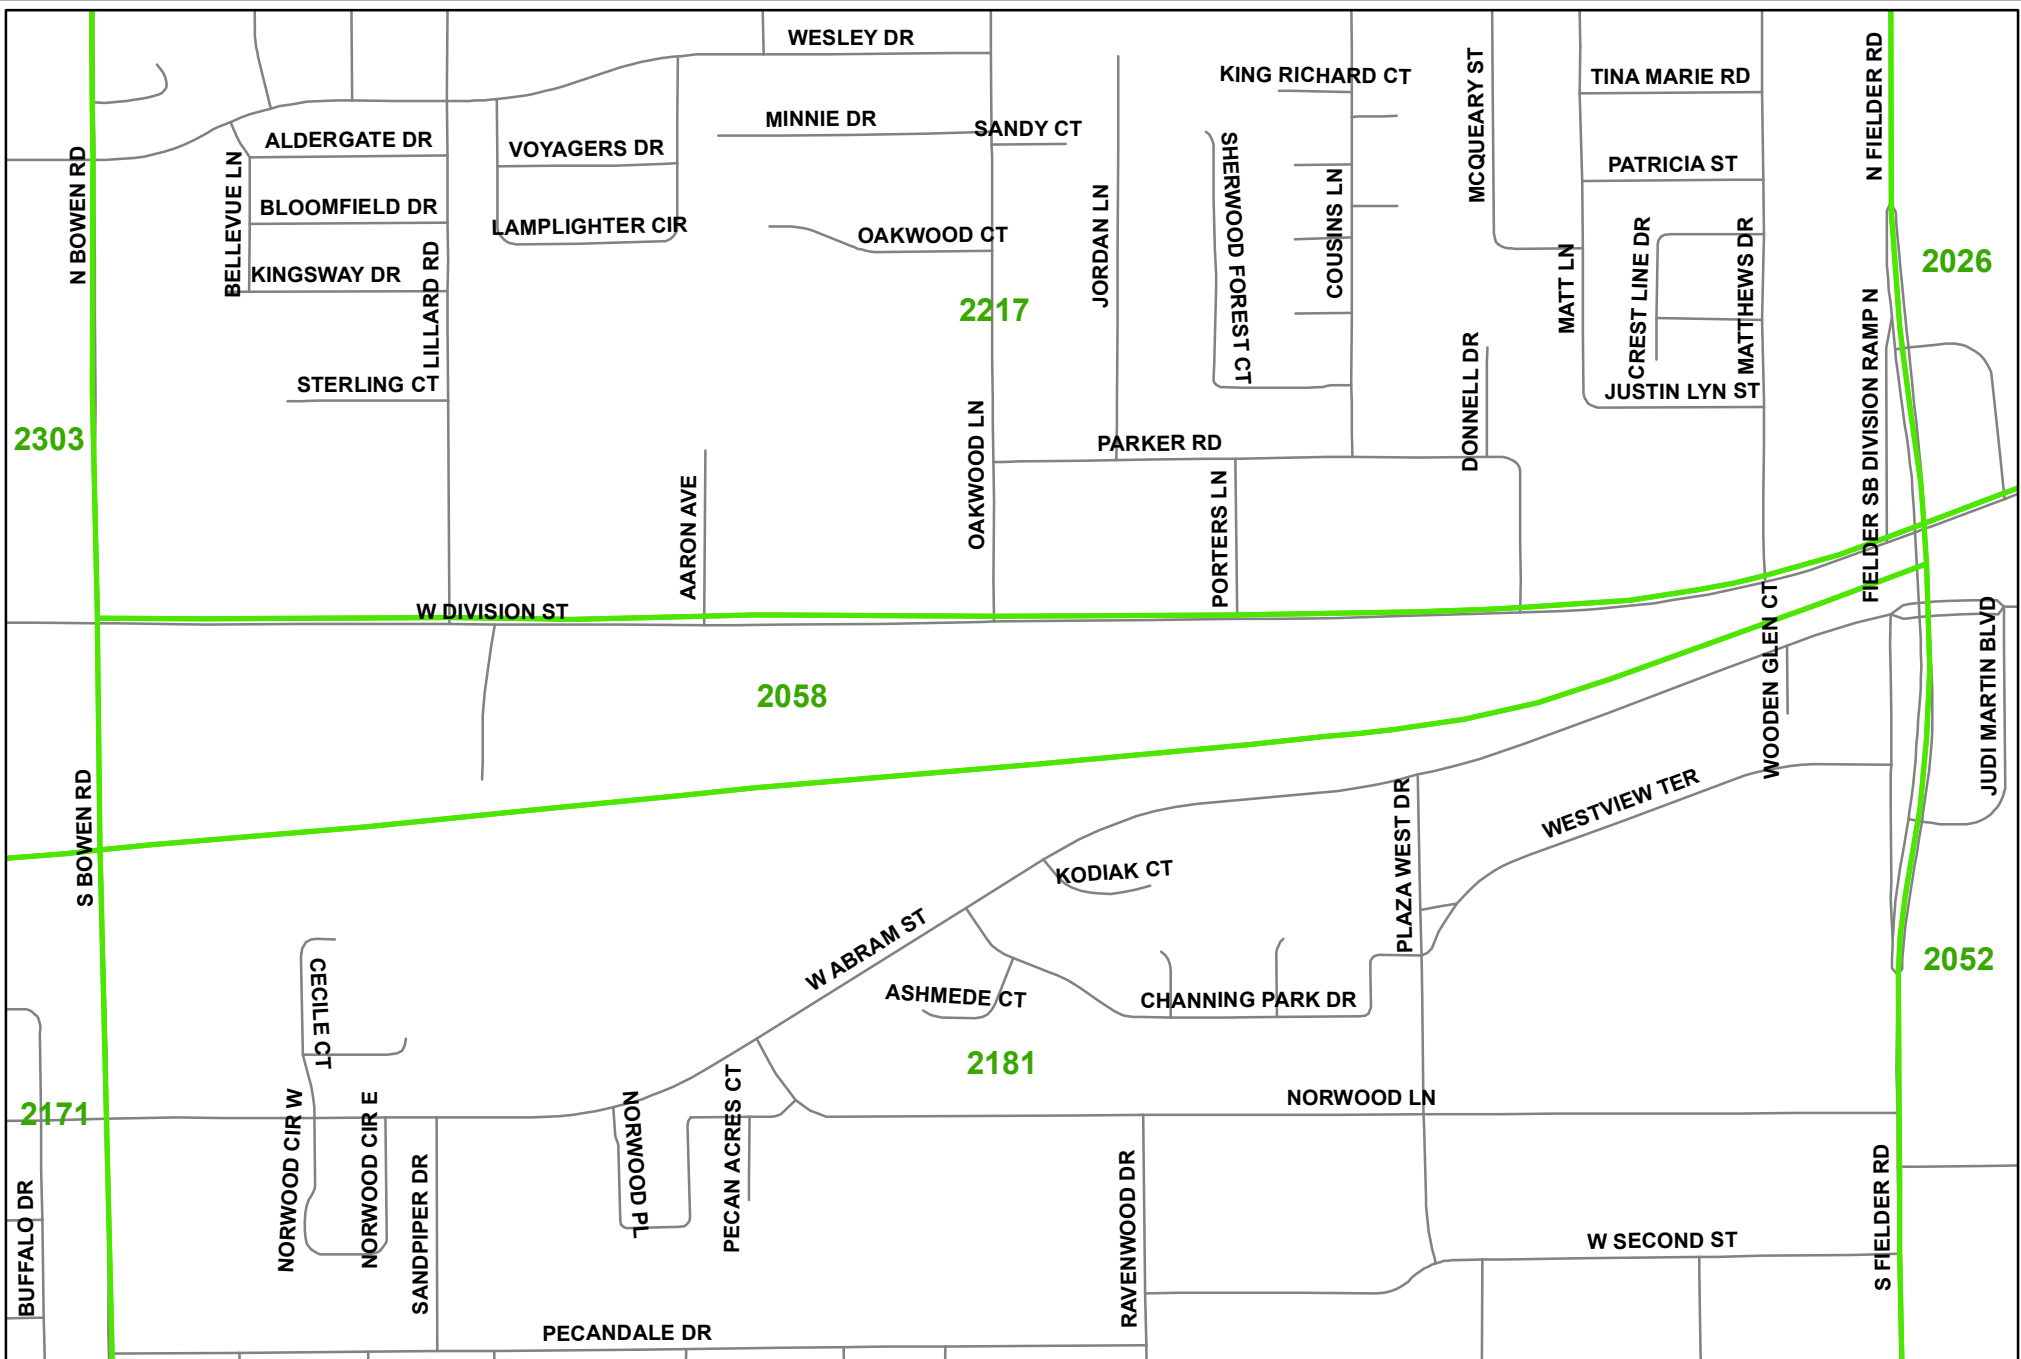 WESLEY DR
KING RICHARD CT
MCQUEARY ST
TINA MARIE RD
N FIELDER RD
MINNIE DR
SANDY CT
ALDERGATE DR
VOYAGERS DR
SHERWOOD FOREST CT
PATRICIA ST
N BOWEN RD
BELLEVUE LN
BLOOMFIELD DR
LAMPLIGHTER CIR
OAKWOOD CT
JORDAN LN
COUSINS LN
MATT LN
CREST LINE DR
MATTHEWS DR
2026
KINGSWAY DR
LILLARD RD
2217
STERLING CT
DONNELL DR
JUSTIN LYN ST
FIELDER SB DIVISION RAMP N
2303
OAKWOOD LN
PARKER RD
AARON AVE
PORTERS LN
W DIVISION ST
WOODEN GLEN CT
JUDI MARTIN BLVD
2058
S BOWEN RD
PLAZA WEST DR
WESTVIEW TER
KODIAK CT
W ABRAM ST
2052
CECILE CT
ASHMEDE CT
CHANNING PARK DR
2181
2171
NORWOOD CIR W
NORWOOD CIR E
NORWOOD PL
PECAN ACRES CT
NORWOOD LN
BUFFALO DR
SANDPIPER DR
RAVENWOOD DR
W SECOND ST
S FIELDER RD
PECANDALE DR